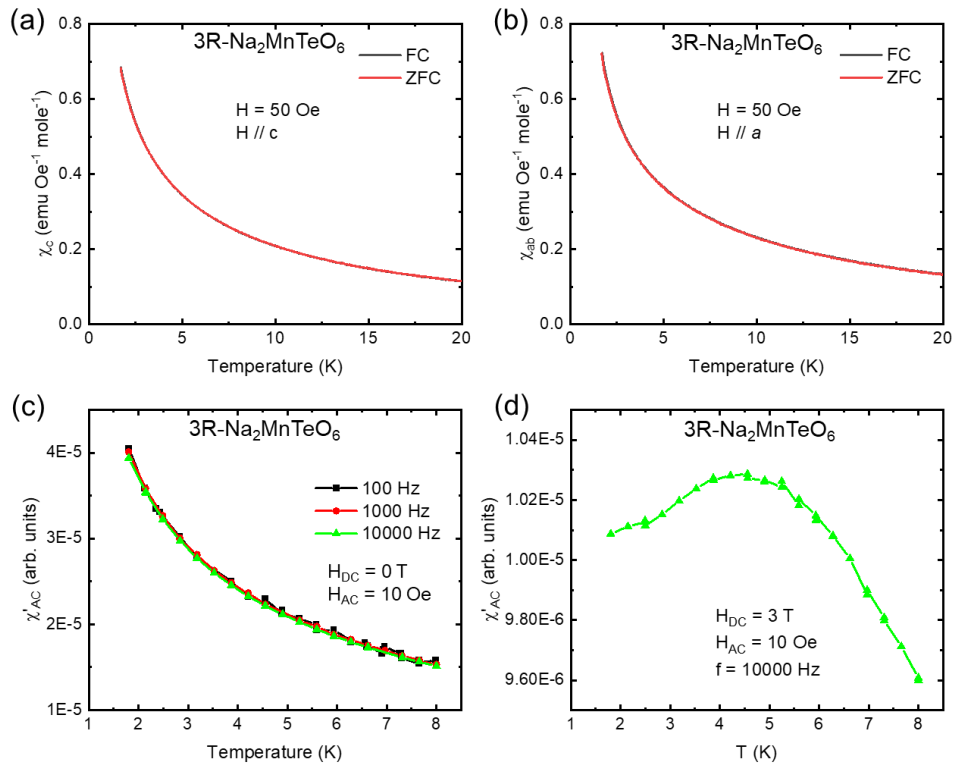 (a)
3R-Na₂MnTeO₆
FC
ZFC
H = 50 Oe
H // c
χc (emu Oe⁻¹ mole⁻¹)
0.8
0.6
0.4
0.2
0.0
0 5 10 15 20
Temperature (K)
(b)
3R-Na₂MnTeO₆
FC
ZFC
H = 50 Oe
H // a
χab (emu Oe⁻¹ mole⁻¹)
0.8
0.6
0.4
0.2
0.0
0 5 10 15 20
Temperature (K)
(c)
3R-Na₂MnTeO₆
100 Hz
1000 Hz
10000 Hz
HDC = 0 T
HAC = 10 Oe
χ'AC (arb. units)
4E-5
3E-5
2E-5
1E-5
1 2 3 4 5 6 7 8
Temperature (K)
(d)
3R-Na₂MnTeO₆
HDC = 3 T
HAC = 10 Oe
f = 10000 Hz
χ'AC (arb. units)
1.04E-5
1.02E-5
1.00E-5
9.80E-6
9.60E-6
1 2 3 4 5 6 7 8
T (K)